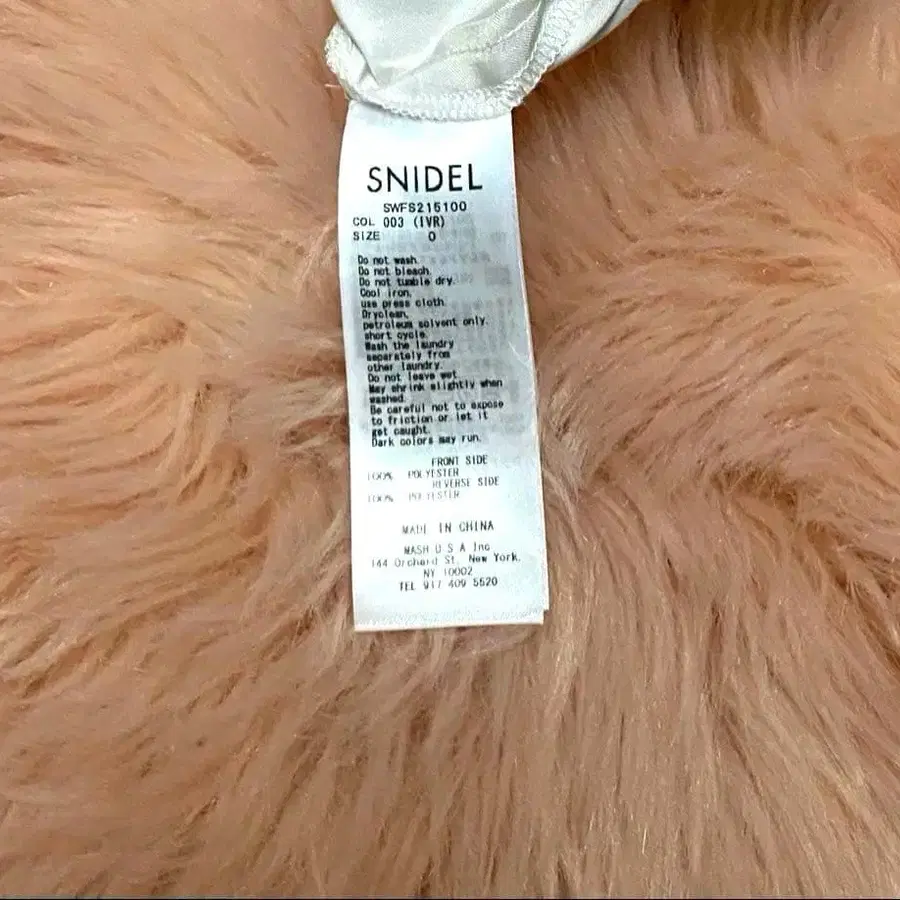 SNIDEL
SWFS215100
COL 003 (IVR)
SIZE 0
Do not wash.
Do not bleach.
Do not tumble dry.
Cool iron,
use press cloth.
Dryclean,
petroleum solvent only.
short cycle.
Wash the laundry
separately from
other laundry.
Do not leave wet
May shrink slightly when
washed.
Be careful not to expose
to friction or let it
get caught.
Dark colors may run.
FRONT SIDE
100% POLYESTER
REVERSE SIDE
100% POLYESTER
MADE IN CHINA
MASH U S A Inc
144 Orchard St. New York,
NY 10002
TEL 917 409 5520